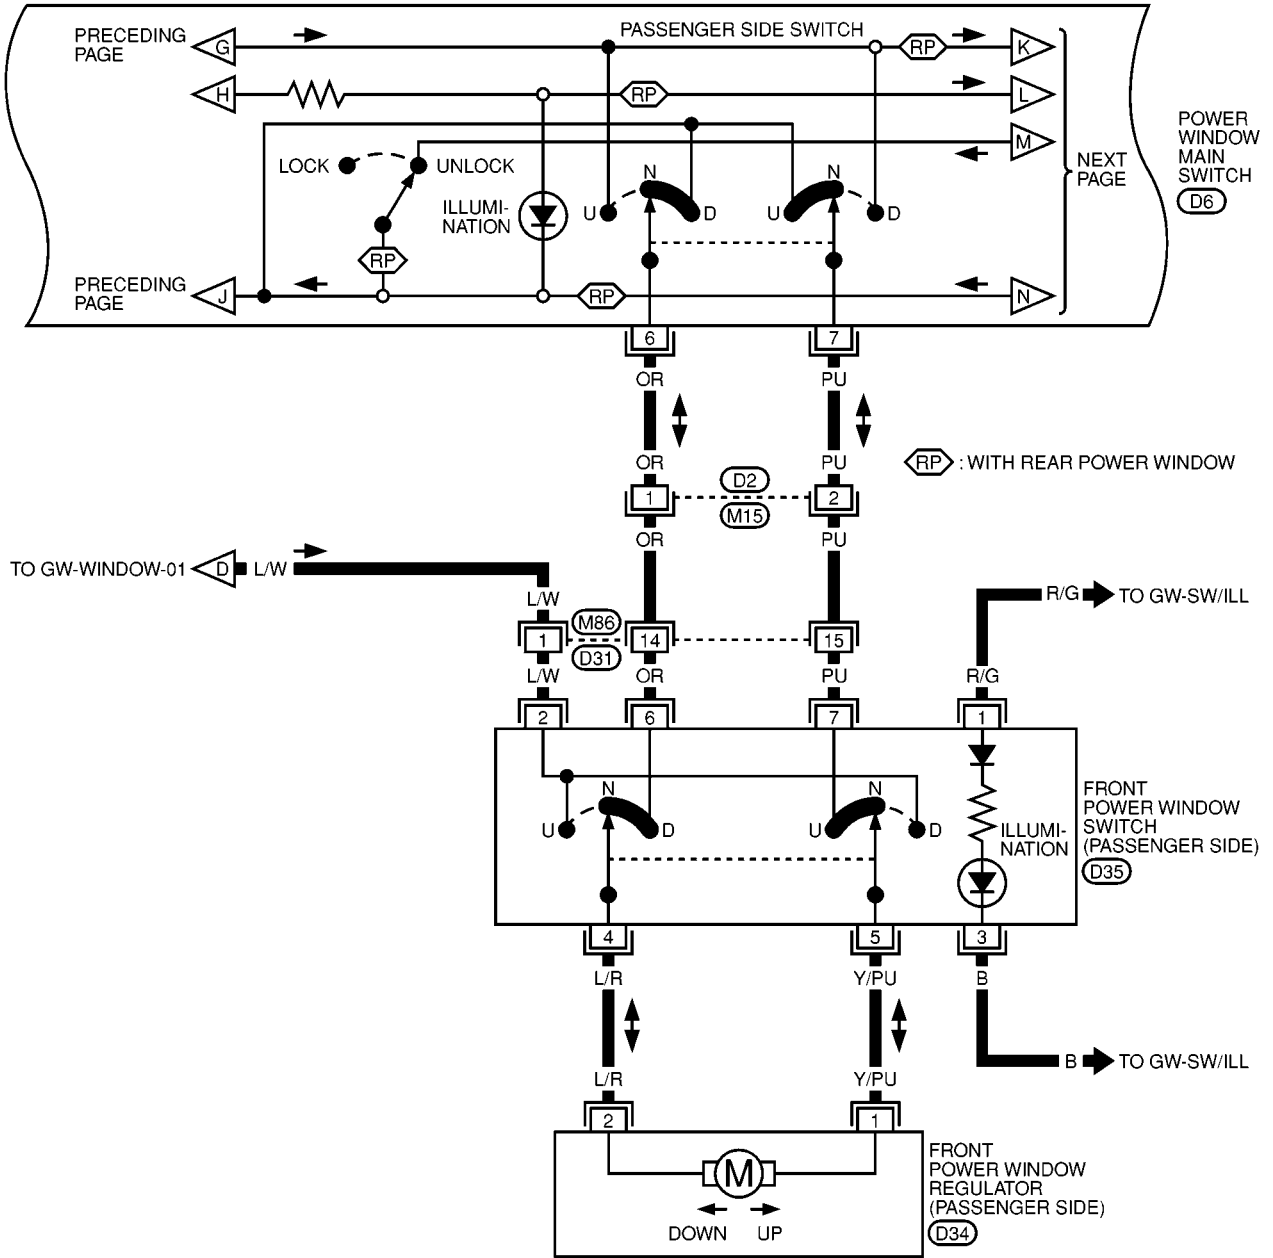 PRECEDING
PAGE
G
PASSENGER SIDE SWITCH
RP
K
H
RP
L
M
LOCK
UNLOCK
N
N
NEXT
PAGE
POWER
WINDOW
MAIN
SWITCH
D6
ILLUMI-
NATION
U
D
U
D
RP
PRECEDING
PAGE
J
RP
N
6
7
OR
PU
OR
PU
RP : WITH REAR POWER WINDOW
1
D2
M15
2
OR
PU
TO GW-WINDOW-01
D
L/W
L/W
R/G
TO GW-SW/ILL
1
M86
D31
14
15
L/W
OR
PU
R/G
2
6
7
1
N
N
U
D
U
D
ILLUMI-
NATION
FRONT
POWER WINDOW
SWITCH
(PASSENGER SIDE)
D35
4
5
3
L/R
Y/PU
B
B
TO GW-SW/ILL
L/R
Y/PU
2
1
M
DOWN
UP
FRONT
POWER WINDOW
REGULATOR
(PASSENGER SIDE)
D34